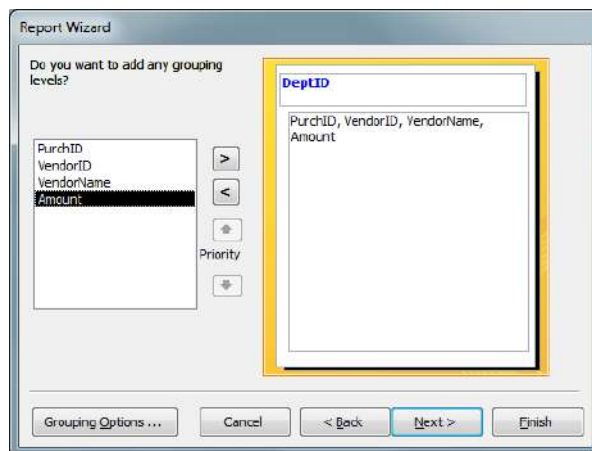 Report Wizard
Do you want to add any grouping
levels?
PurchID
VendorID
VendorName
Amount
>
<
Priority
DeptID
PurchID, VendorID, VendorName,
Amount
Grouping Options ...
Cancel
< Back
Next >
Finish